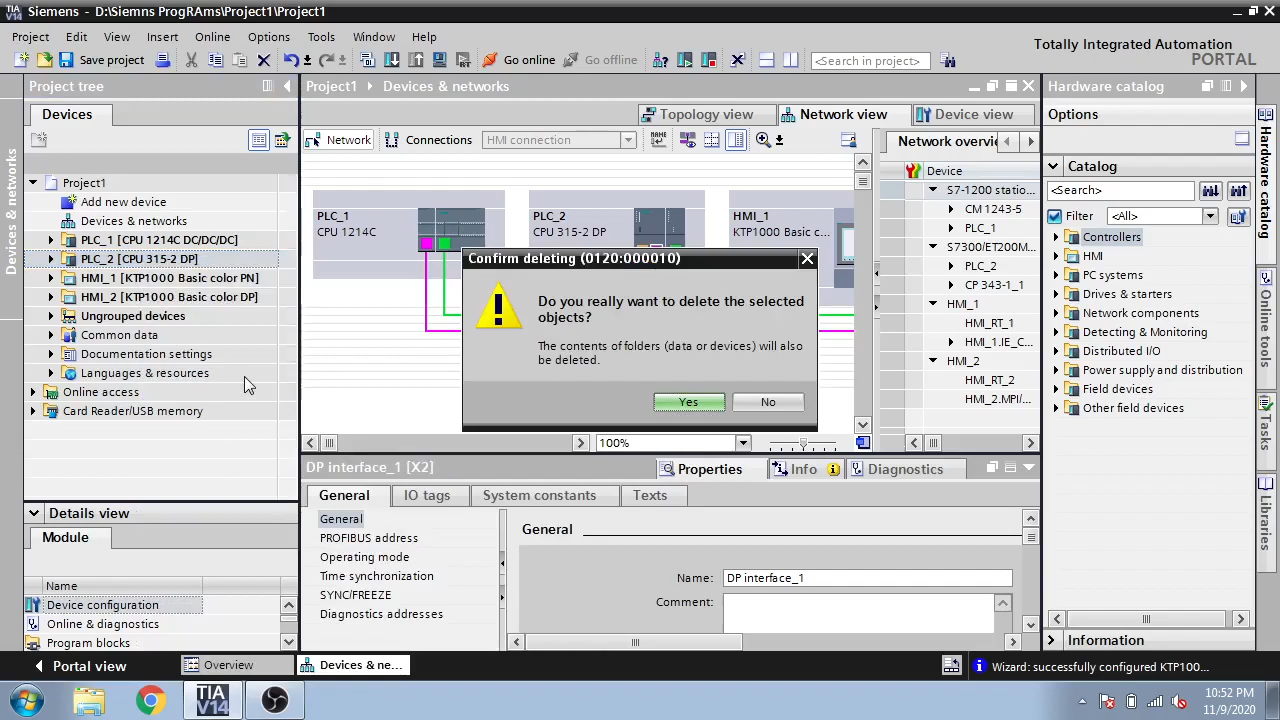 TIA
V14
Siemens - D:\Siemns ProgRAms\Project1\Project1
Project Edit View Insert Online Options Tools Window Help
Totally Integrated Automation
PORTAL
Save project
Go online
Go offline
<Search in project>
Project tree
Project1 Devices & networks
Hardware catalog
Devices
Topology view
Network view
Device view
Options
Network
Connections
HMI connection
Network overvie
Device
Catalog
<Search>
Filter
<All>
Devices & networks
Project1
Add new device
Devices & networks
PLC_1 [CPU 1214C DC/DC/DC]
PLC_2 [CPU 315-2 DP]
HMI_1 [KTP1000 Basic color PN]
HMI_2 [KTP1000 Basic color DP]
Ungrouped devices
Common data
Documentation settings
Languages & resources
Online access
Card Reader/USB memory
PLC_1
CPU 1214C
PLC_2
CPU 315-2 DP
HMI_1
KTP1000 Basic co...
Confirm deleting (0120:000010)
Do you really want to delete the selected
objects?
The contents of folders (data or devices) will also
be deleted.
Yes
No
100%
S7-1200 statio...
CM 1243-5
PLC_1
S7300/ET200M...
PLC_2
CP 343-1_1
HMI_1
HMI_RT_1
HMI_1.IE_C...
HMI_2
HMI_RT_2
HMI_2.MPI/...
Controllers
HMI
PC systems
Drives & starters
Network components
Detecting & Monitoring
Distributed I/O
Power supply and distribution
Field devices
Other field devices
Information
Hardware catalog
Tasks
Libraries
DP interface_1 [X2]
Properties
Info
Diagnostics
General
IO tags
System constants
Texts
General
PROFIBUS address
Operating mode
Time synchronization
SYNC/FREEZE
Diagnostics addresses
General
Name: DP interface_1
Comment:
Details view
Module
Name
Device configuration
Online & diagnostics
Program blocks
Portal view
Overview
Devices & ne...
Wizard: successfully configured KTP100...
TIA
V14
10:52 PM
11/9/2020